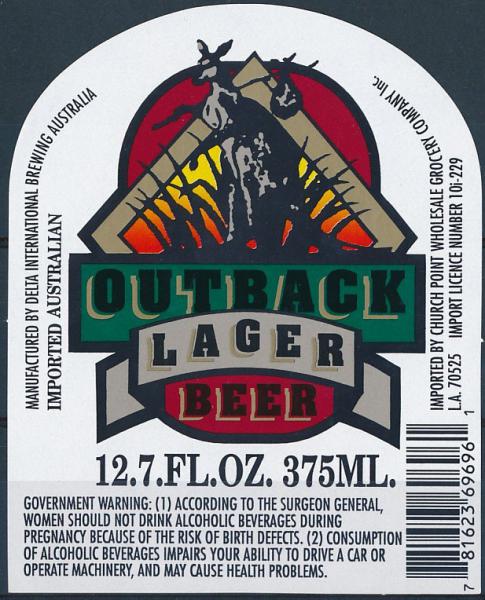 MANUFACTURED BY DELTA INTERNATIONAL BREWING AUSTRALIA
IMPORTED AUSTRALIAN
OUTBACK
LAGER
BEER
IMPORTED BY CHURCH POINT WHOLESALE GROCERY COMPANY Inc.
L.A. 70525 IMPORT LICENCE NUMBER 10i-229
12.7.FL.OZ. 375ML.
GOVERNMENT WARNING: (1) ACCORDING TO THE SURGEON GENERAL,
WOMEN SHOULD NOT DRINK ALCOHOLIC BEVERAGES DURING
PREGNANCY BECAUSE OF THE RISK OF BIRTH DEFECTS. (2) CONSUMPTION
OF ALCOHOLIC BEVERAGES IMPAIRS YOUR ABILITY TO DRIVE A CAR OR
OPERATE MACHINERY, AND MAY CAUSE HEALTH PROBLEMS.
7 81623 69696 1